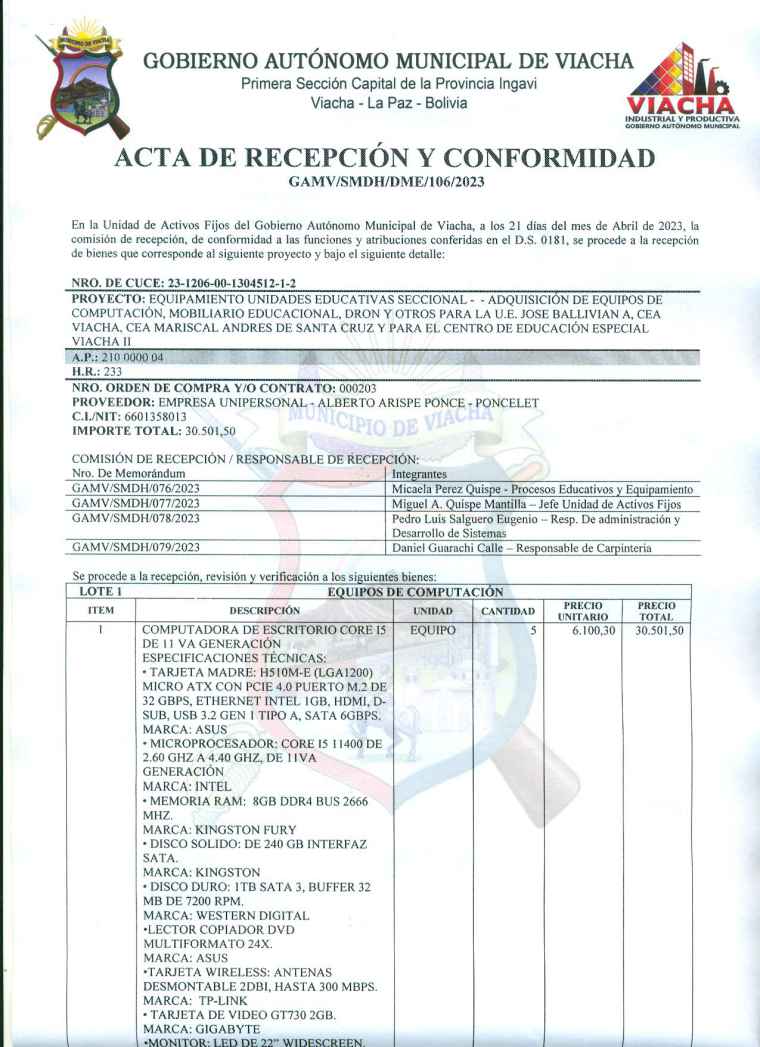 MUNICIPIO DE VIACHA
GOBIERNO AUTÓNOMO MUNICIPAL DE VIACHA
Primera Sección Capital de la Provincia Ingavi
Viacha - La Paz - Bolivia
VIACHA
INDUSTRIAL Y PRODUCTIVA
GOBIERNO AUTONOMO MUNICIPAL
ACTA DE RECEPCIÓN Y CONFORMIDAD
GAMV/SMDH/DME/106/2023
En la Unidad de Activos Fijos del Gobierno Autónomo Municipal de Viacha, a los 21 días del mes de Abril de 2023, la
comisión de recepción, de conformidad a las funciones y atribuciones conferidas en el D.S. 0181, se procede a la recepción
de bienes que corresponde al siguiente proyecto y bajo el siguiente detalle:
NRO. DE CUCE: 23-1206-00-1304512-1-2
PROYECTO: EQUIPAMIENTO UNIDADES EDUCATIVAS SECCIONAL - - ADQUISICIÓN DE EQUIPOS DE
COMPUTACIÓN, MOBILIARIO EDUCACIONAL, DRON Y OTROS PARA LA U.E. JOSE BALLIVIAN A, CEA
VIACHA, CEA MARISCAL ANDRES DE SANTA CRUZ Y PARA EL CENTRO DE EDUCACIÓN ESPECIAL
VIACHA II
A.P.: 210 0000 04
H.R.: 233
NRO. ORDEN DE COMPRA Y/O CONTRATO: 000203
PROVEEDOR: EMPRESA UNIPERSONAL - ALBERTO ARISPE PONCE - PONCELET
C.I./NIT: 6601358013
IMPORTE TOTAL: 30.501,50
MUNICIPIO DE VIACHA
COMISIÓN DE RECEPCIÓN / RESPONSABLE DE RECEPCIÓN:
Nro. De Memorándum Integrantes
GAMV/SMDH/076/2023 Micaela Perez Quispe - Procesos Educativos y Equipamiento
GAMV/SMDH/077/2023 Miguel A. Quispe Mantilla – Jefe Unidad de Activos Fijos
GAMV/SMDH/078/2023 Pedro Luis Salguero Eugenio – Resp. De administración y
Desarrollo de Sistemas
GAMV/SMDH/079/2023 Daniel Guarachi Calle – Responsable de Carpintería
Se procede a la recepción, revisión y verificación a los siguientes bienes:
LOTE 1 EQUIPOS DE COMPUTACIÓN
ITEM DESCRIPCIÓN UNIDAD CANTIDAD PRECIO UNITARIO PRECIO TOTAL
1 COMPUTADORA DE ESCRITORIO CORE I5 EQUIPO 5 6.100,30 30.501,50
DE 11 VA GENERACIÓN
ESPECIFICACIONES TÉCNICAS:
• TARJETA MADRE: H510M-E (LGA1200)
MICRO ATX CON PCIE 4.0 PUERTO M.2 DE
32 GBPS, ETHERNET INTEL 1GB, HDMI, D-
SUB, USB 3.2 GEN 1 TIPO A, SATA 6GBPS.
MARCA: ASUS
• MICROPROCESADOR: CORE I5 11400 DE
2.60 GHZ A 4.40 GHZ, DE 11VA
GENERACIÓN
MARCA: INTEL
• MEMORIA RAM: 8GB DDR4 BUS 2666
MHZ.
MARCA: KINGSTON FURY
• DISCO SOLIDO: DE 240 GB INTERFAZ
SATA.
MARCA: KINGSTON
• DISCO DURO: 1TB SATA 3, BUFFER 32
MB DE 7200 RPM.
MARCA: WESTERN DIGITAL
•LECTOR COPIADOR DVD
MULTIFORMATO 24X.
MARCA: ASUS
•TARJETA WIRELESS: ANTENAS
DESMONTABLE 2DBI, HASTA 300 MBPS.
MARCA: TP-LINK
• TARJETA DE VIDEO GT730 2GB.
MARCA: GIGABYTE
•MONITOR: LED DE 22" WIDESCREEN.